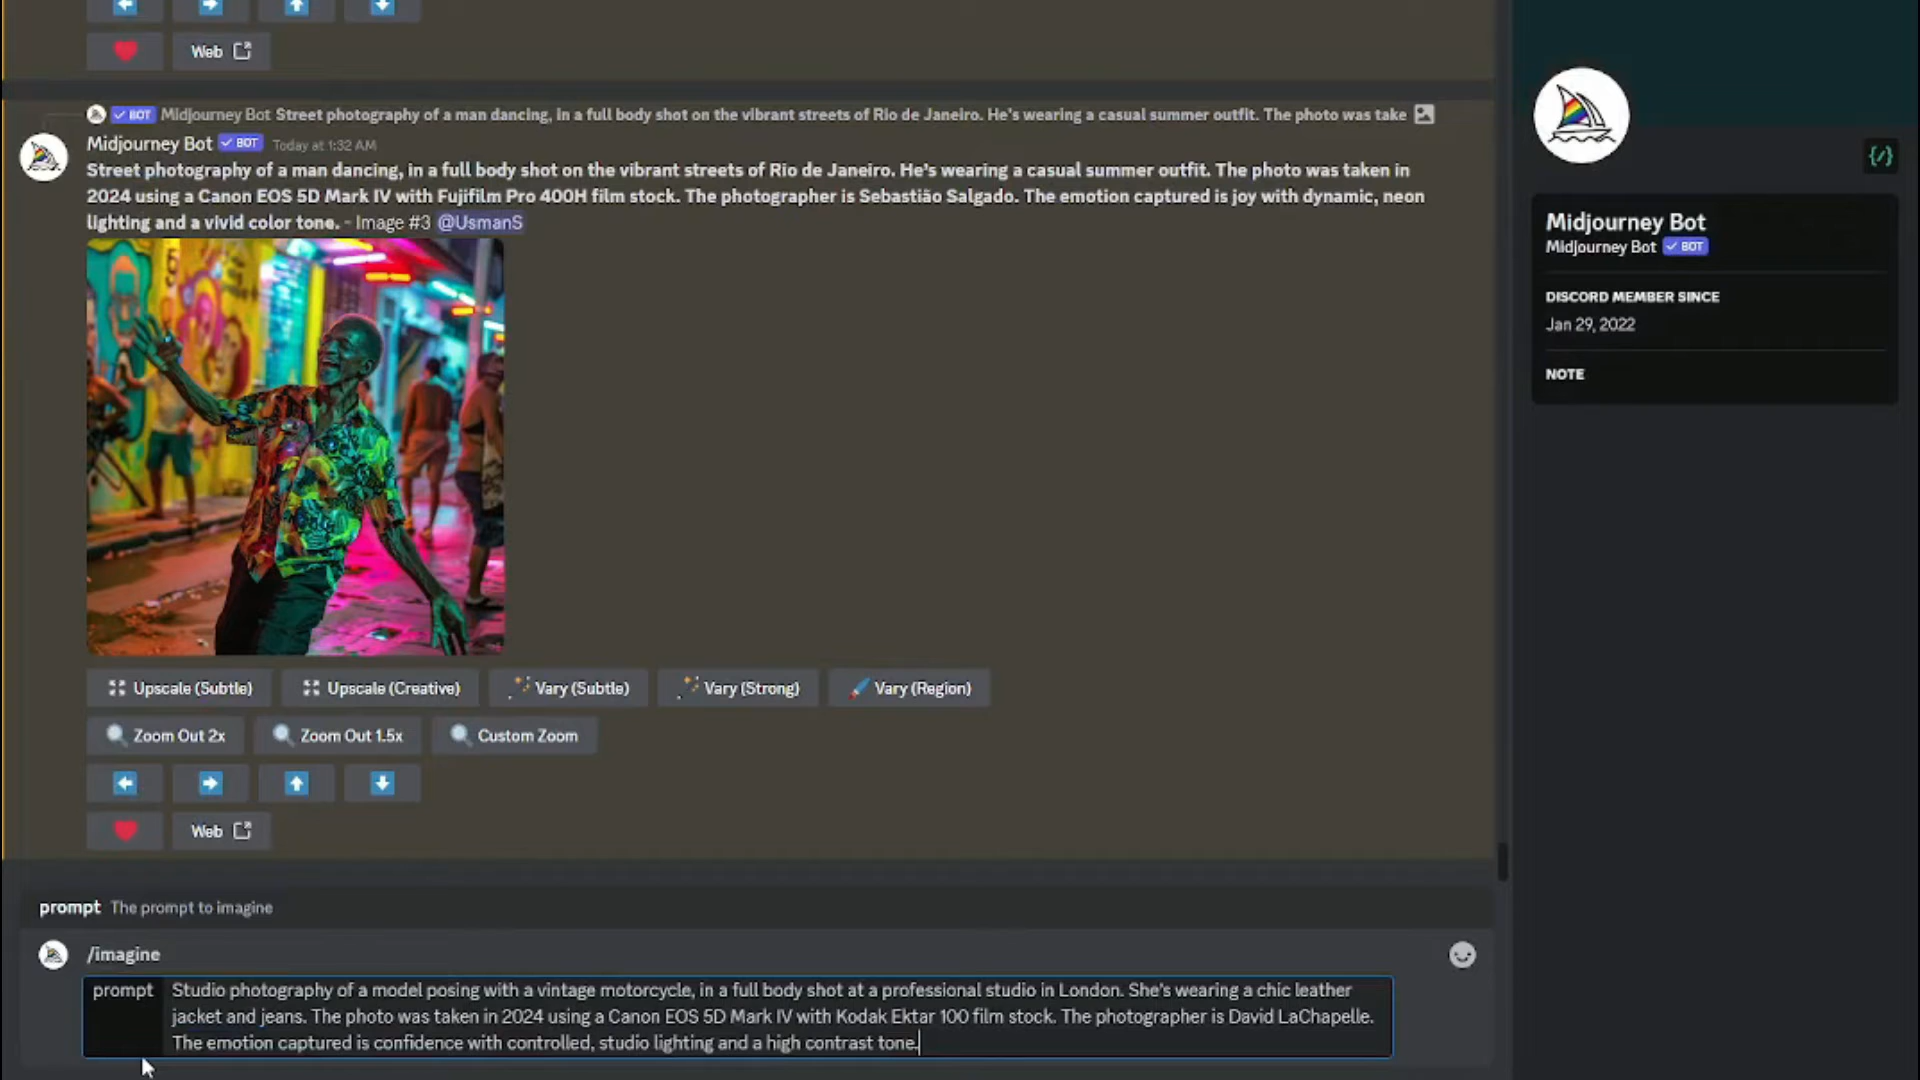 Web
BOT Midjourney Bot Street photography of a man dancing, in a full body shot on the vibrant streets of Rio de Janeiro. He's wearing a casual summer outfit. The photo was take
Midjourney Bot BOT Today at 1:32 AM
Street photography of a man dancing, in a full body shot on the vibrant streets of Rio de Janeiro. He's wearing a casual summer outfit. The photo was taken in
2024 using a Canon EOS 5D Mark IV with Fujifilm Pro 400H film stock. The photographer is Sebastião Salgado. The emotion captured is joy with dynamic, neon
lighting and a vivid color tone. - Image #3 @UsmanS
Upscale (Subtle) Upscale (Creative) Vary (Subtle) Vary (Strong) Vary (Region)
Zoom Out 2x Zoom Out 1.5x Custom Zoom
Web
prompt The prompt to imagine
/imagine
prompt Studio photography of a model posing with a vintage motorcycle, in a full body shot at a professional studio in London. She's wearing a chic leather
jacket and jeans. The photo was taken in 2024 using a Canon EOS 5D Mark IV with Kodak Ektar 100 film stock. The photographer is David LaChapelle.
The emotion captured is confidence with controlled, studio lighting and a high contrast tone.
{/}
Midjourney Bot
Midjourney Bot BOT
DISCORD MEMBER SINCE
Jan 29, 2022
NOTE